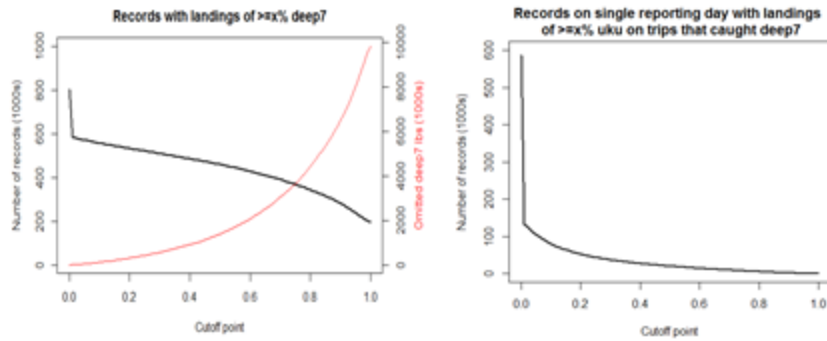 Records with landings of >=x% deep7
Number of records (1000s)
1000
800
600
400
200
0
0.0 0.2 0.4 0.6 0.8 1.0
Cutoff point
10000
8000
6000
4000
2000
0
Omitted deep7 lbs (1000s)
Records on single reporting day with landings
of >=x% uku on trips that caught deep7
Number of records (1000s)
600
500
400
300
200
100
0
0.0 0.2 0.4 0.6 0.8 1.0
Cutoff point